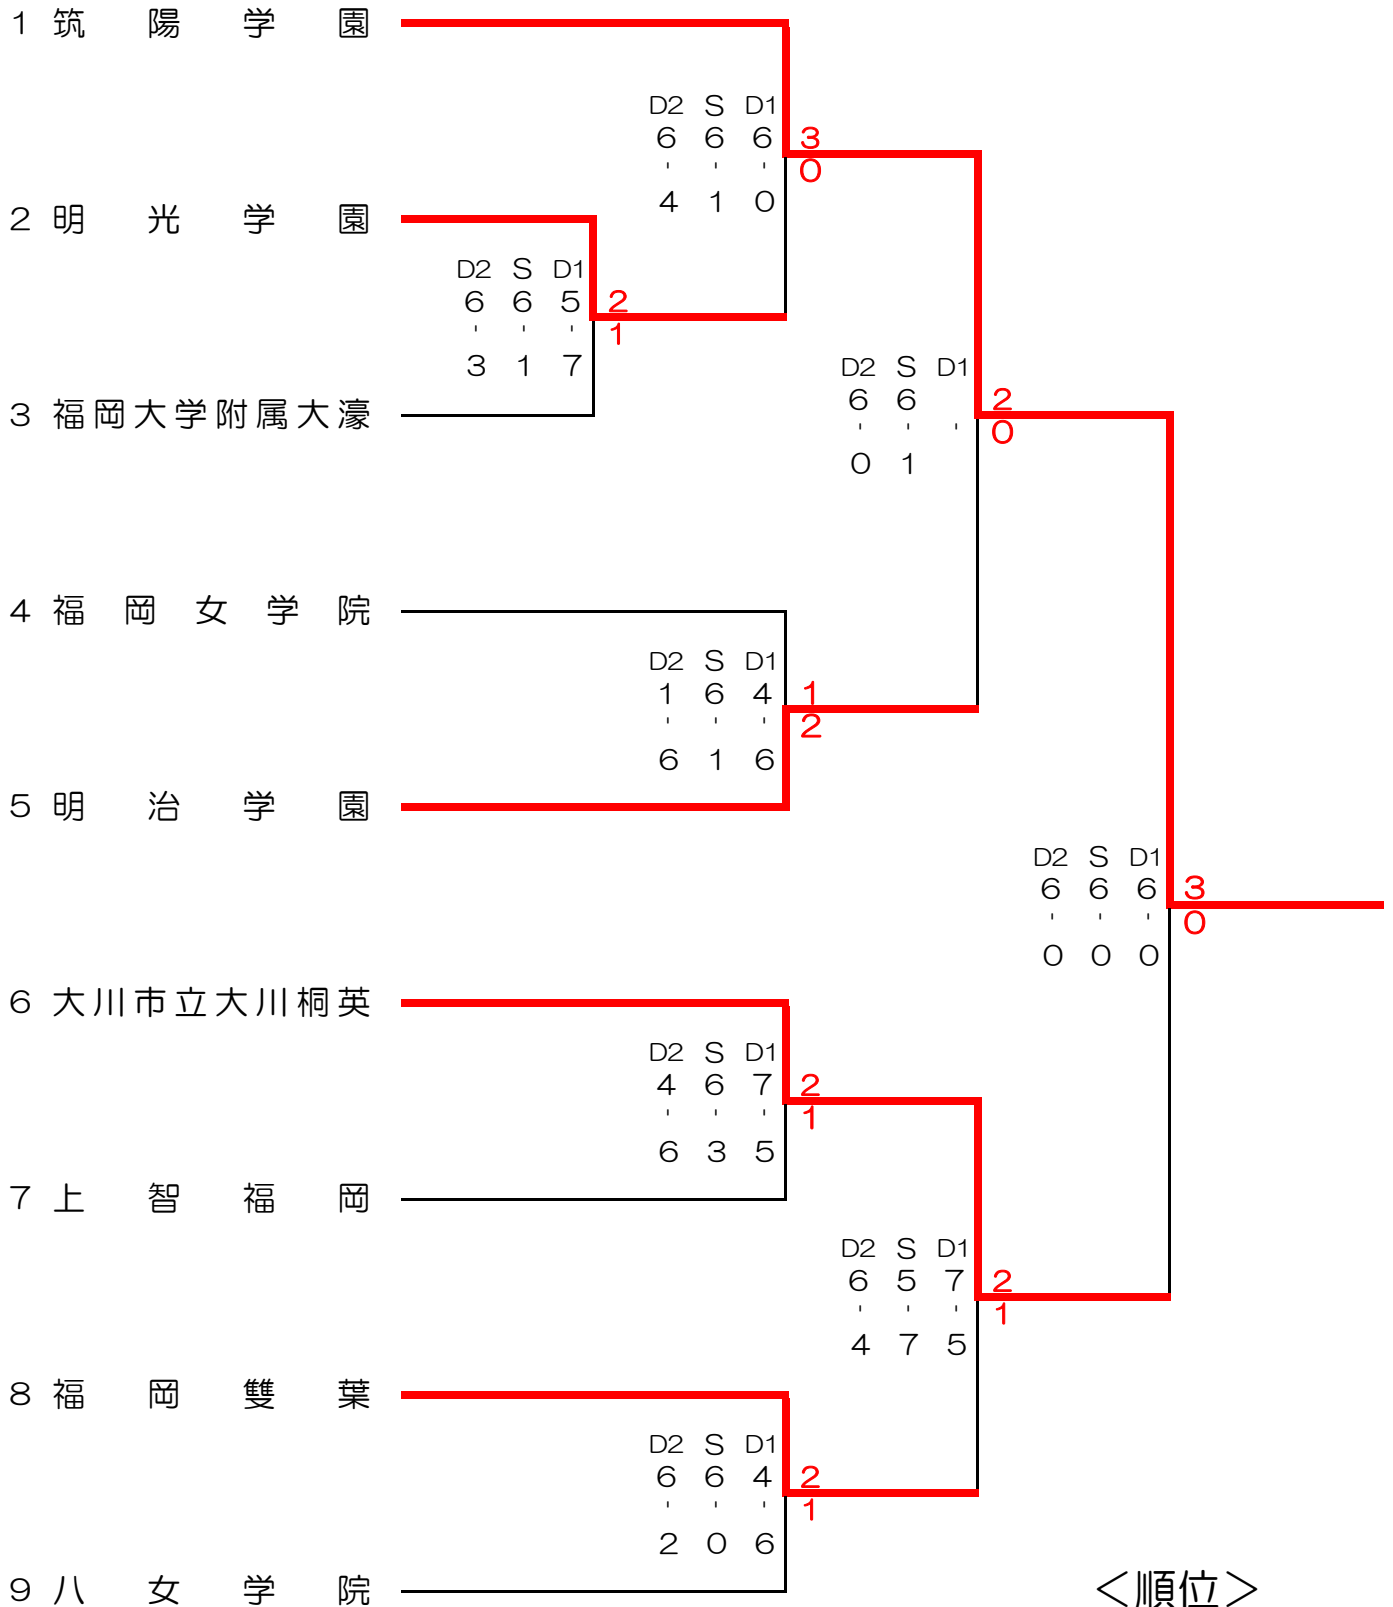 1 筑陽学園
D2 S D1
6 6 6 3
- - - 0
4 1 0
2 明光学園
D2 S D1
6 6 5 2
- - - 1
3 1 7
D2 S D1
6 6 2
- - - 0
0 1
3 福岡大学附属大濠
4 福岡女学院
D2 S D1
1 6 4 1
- - - 2
6 1 6
5 明治学園
D2 S D1
6 6 6 3
- - - 0
0 0 0
6 大川市立大川桐英
D2 S D1
4 6 7 2
- - - 1
6 3 5
7 上智福岡
D2 S D1
6 5 7 2
- - - 1
4 7 5
8 福岡雙葉
D2 S D1
6 6 4 2
- - - 1
2 0 6
9 八女学院
＜順位＞